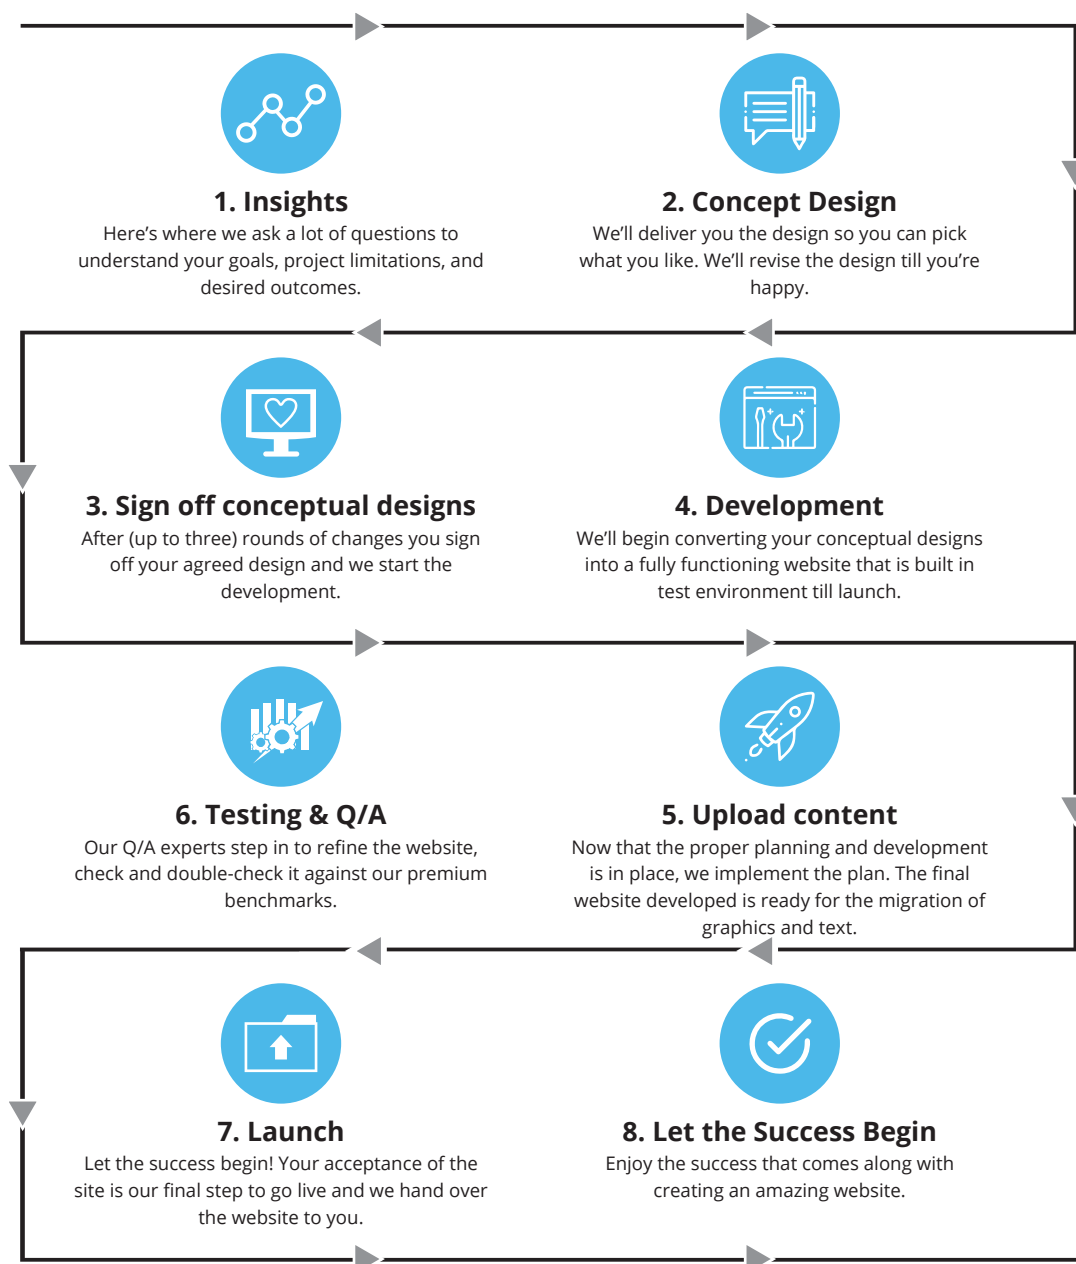 1. Insights
Here’s where we ask a lot of questions to
understand your goals, project limitations, and
desired outcomes.
2. Concept Design
We’ll deliver you the design so you can pick
what you like. We’ll revise the design till you’re
happy.
3. Sign off conceptual designs
After (up to three) rounds of changes you sign
off your agreed design and we start the
development.
4. Development
We’ll begin converting your conceptual designs
into a fully functioning website that is built in
test environment till launch.
6. Testing & Q/A
Our Q/A experts step in to refine the website,
check and double-check it against our premium
benchmarks.
5. Upload content
Now that the proper planning and development
is in place, we implement the plan. The final
website developed is ready for the migration of
graphics and text.
7. Launch
Let the success begin! Your acceptance of the
site is our final step to go live and we hand over
the website to you.
8. Let the Success Begin
Enjoy the success that comes along with
creating an amazing website.